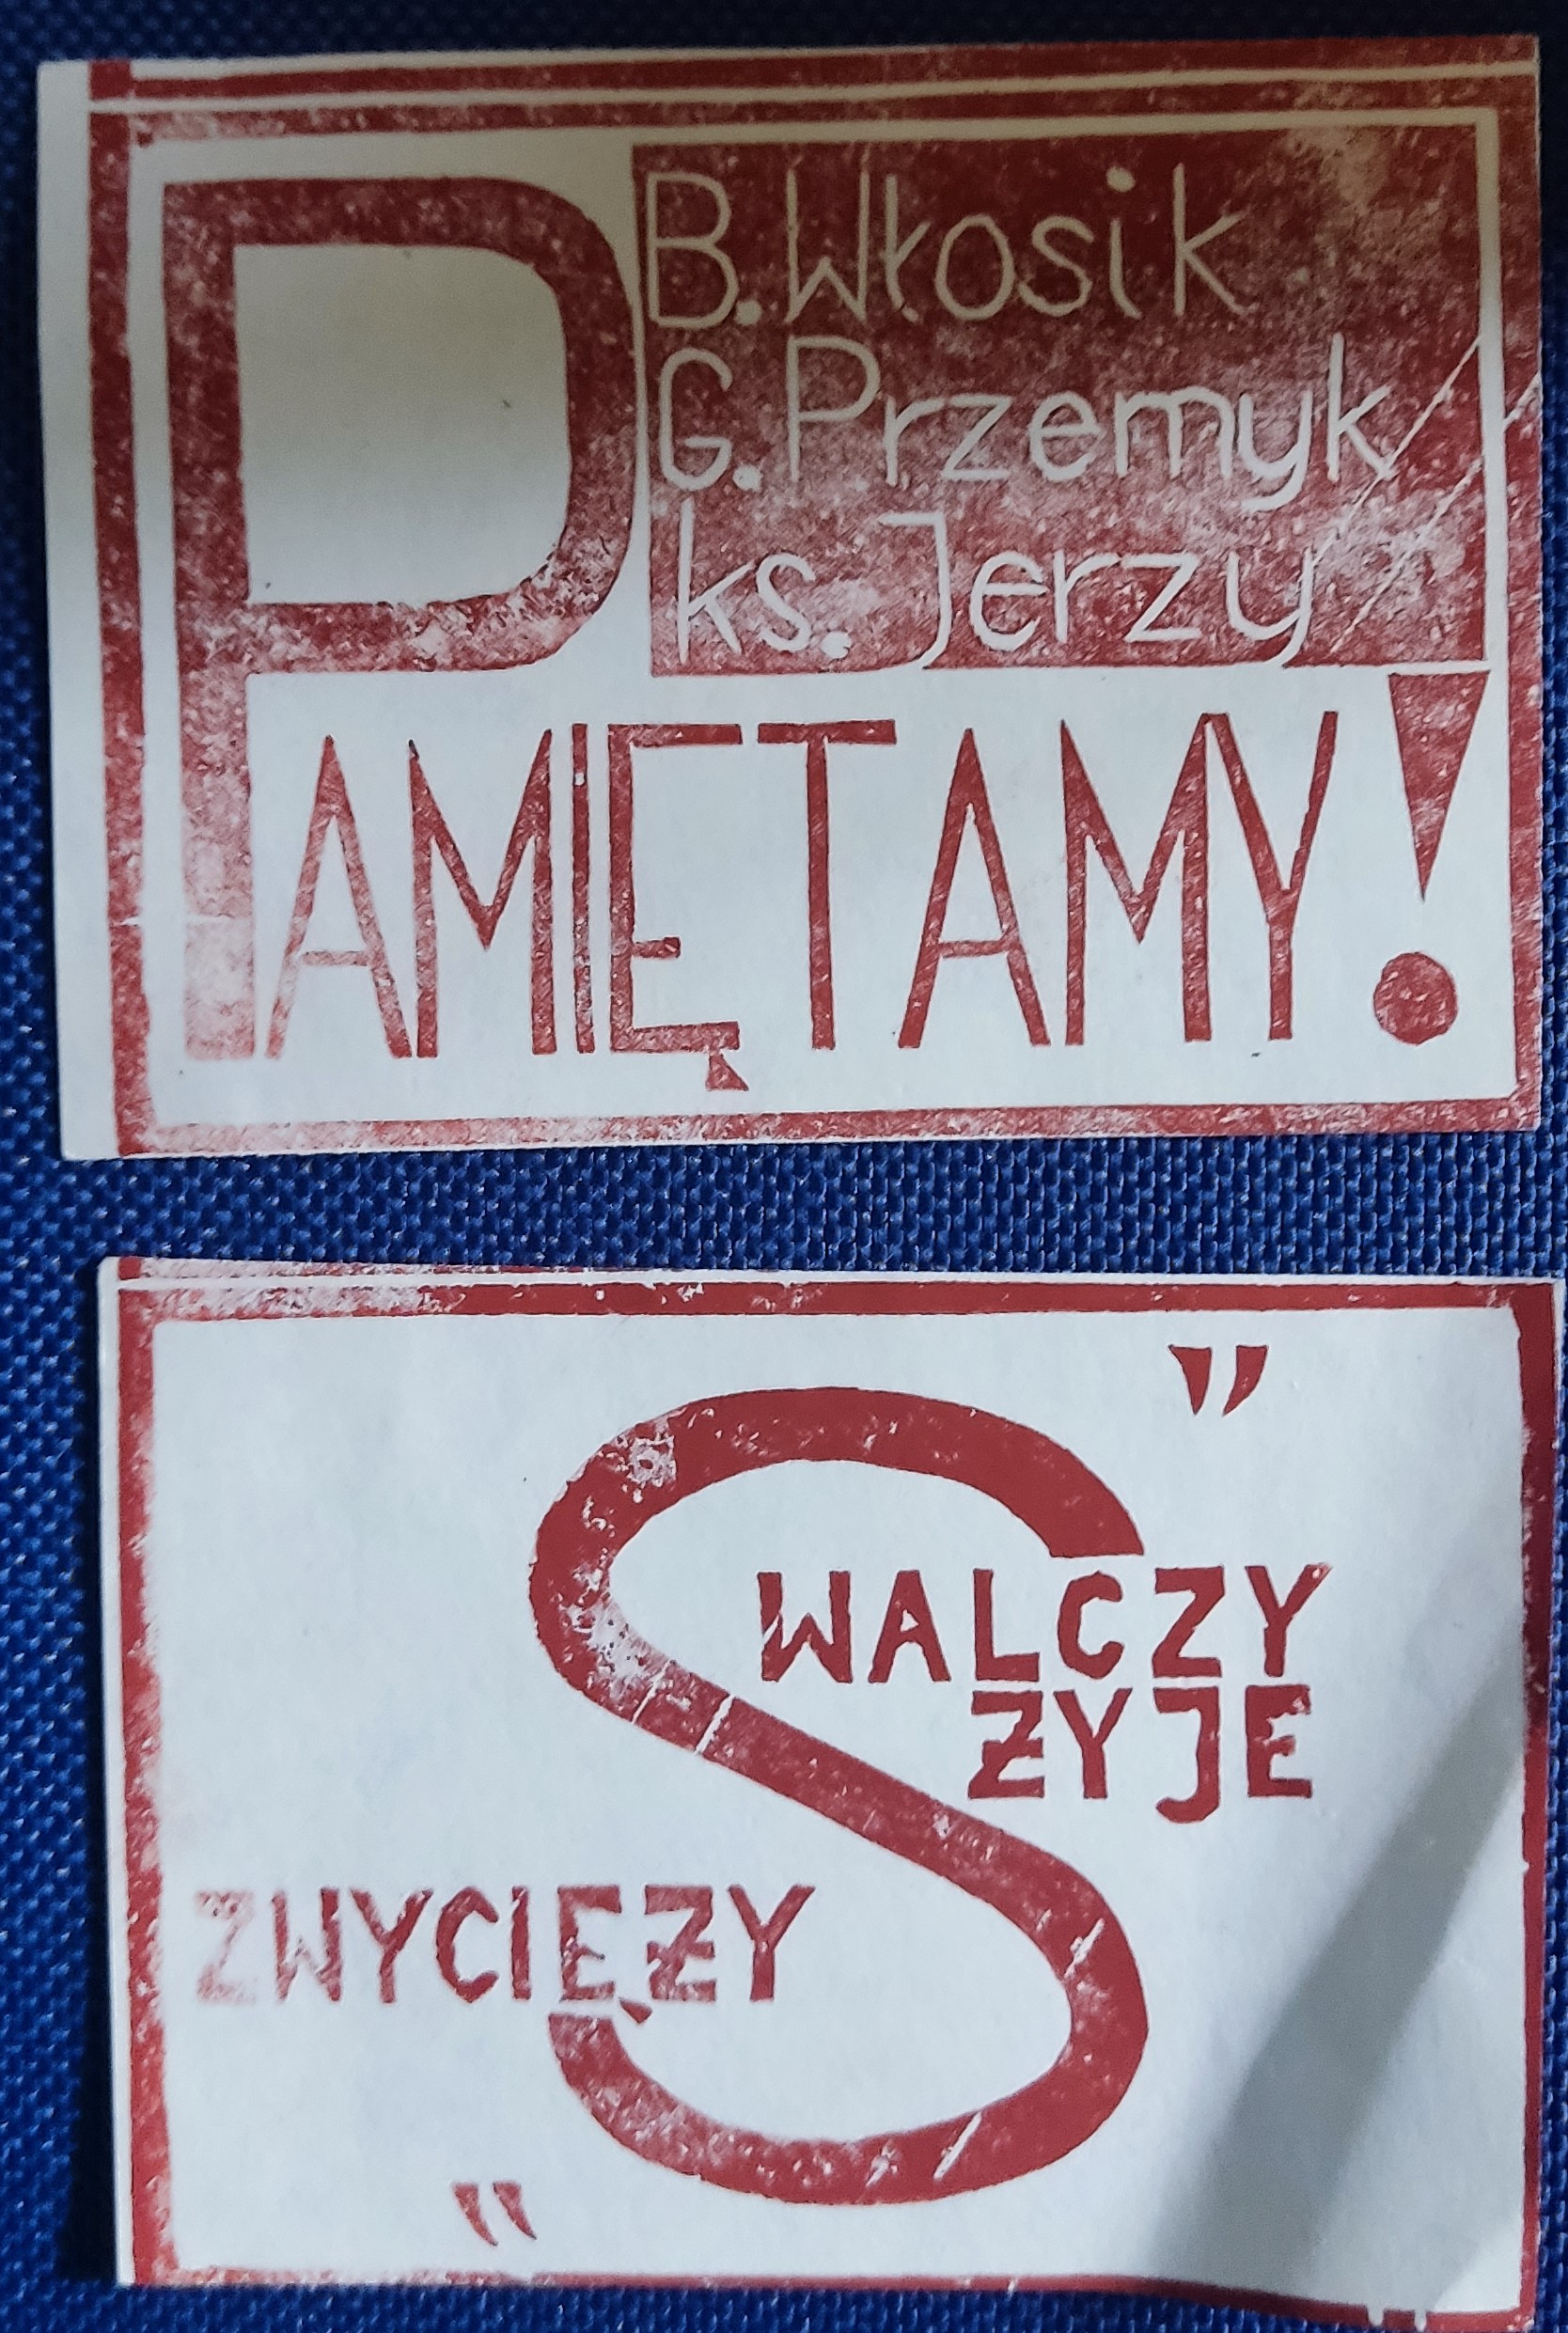 B. Włosik
G. Przemyk
ks. Jerzy
PAMIĘTAMY!
"
S
WALCZY
ŻYJE
ZWYCIĘŻY
"